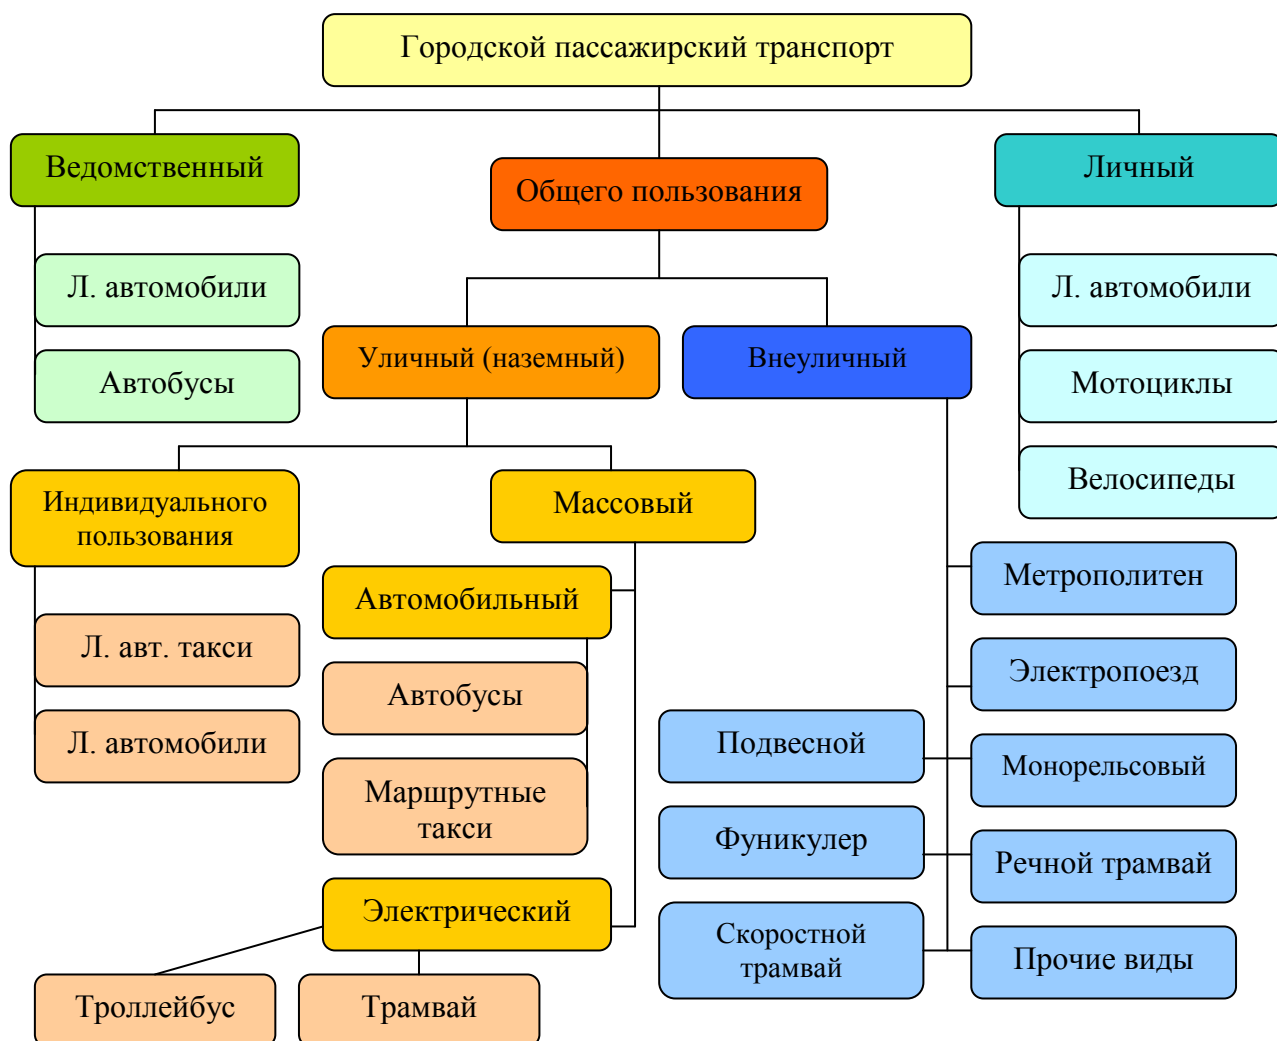 Городской пассажирский транспорт
Ведомственный
Общего пользования
Личный
Л. автомобили
Автобусы
Л. автомобили
Мотоциклы
Велосипеды
Уличный (наземный)
Внеуличный
Индивидуального
пользования
Массовый
Л. авт. такси
Л. автомобили
Автомобильный
Автобусы
Маршрутные
такси
Электрический
Троллейбус
Трамвай
Метрополитен
Электропоезд
Подвесной
Монорельсовый
Фуникулер
Речной трамвай
Скоростной
трамвай
Прочие виды